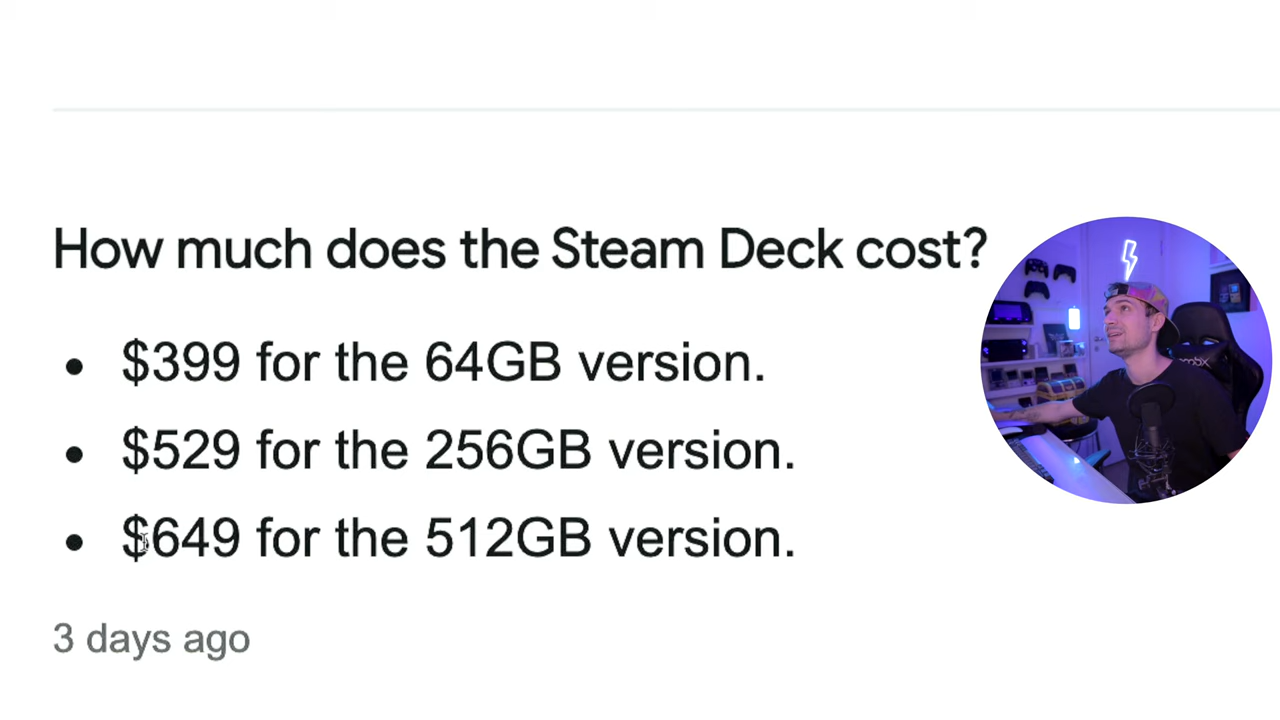 How much does the Steam Deck cost?
• $399 for the 64GB version.
• $529 for the 256GB version.
• $649 for the 512GB version.
3 days ago